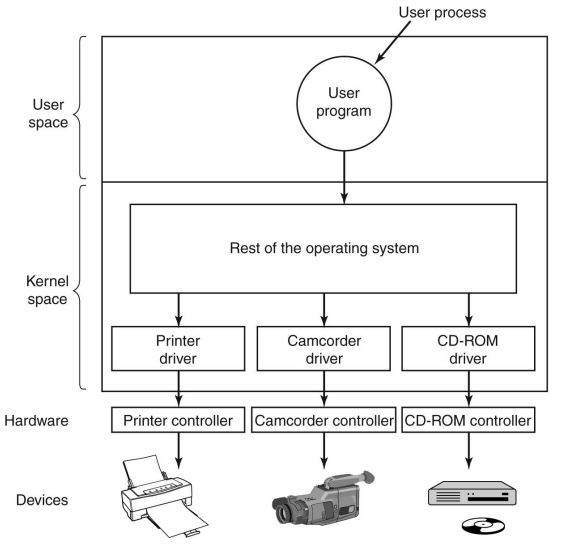 User process
User
space
User
program
Kernel
space
Rest of the operating system
Printer
driver
Camcorder
driver
CD-ROM
driver
Hardware
Printer controller
Camcorder controller
CD-ROM controller
Devices